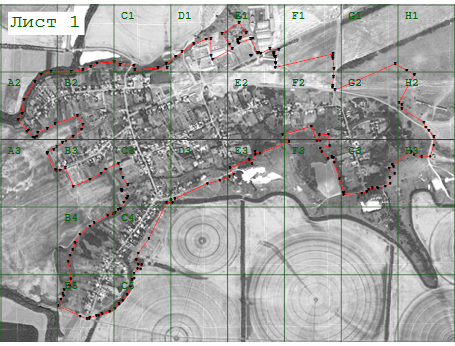 Лист 1
C1 D1 E1 F1 G1 H1
A2 B2 E2 F2 G2 H2
A3 B3 C3 D3 E3 F3 G3 H3
B4 C4
B5 C5